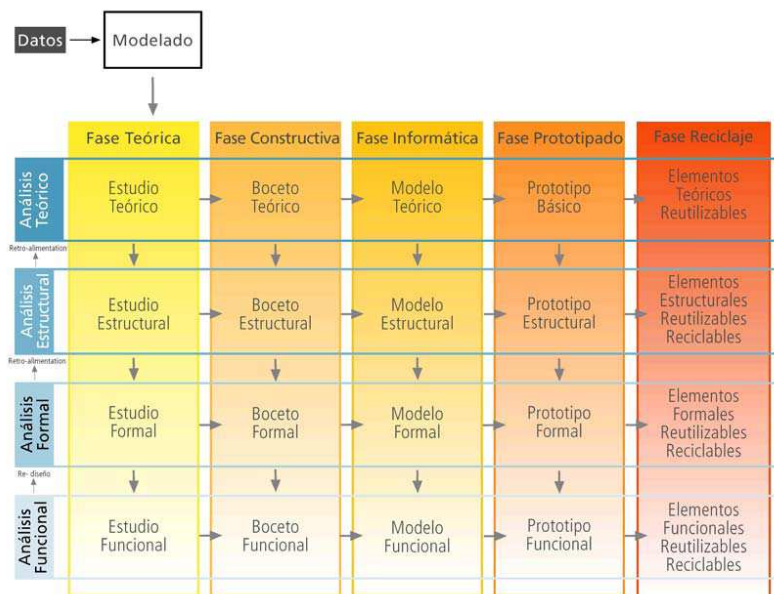 Datos
Modelado
Fase Teórica
Fase Constructiva
Fase Informática
Fase Prototipado
Fase Reciclaje
Análisis
Teórico
Estudio
Teórico
Boceto
Teórico
Modelo
Teórico
Prototipo
Básico
Elementos
Teóricos
Reutilizables
Retro-alimentation
Análisis
Estructural
Estudio
Estructural
Boceto
Estructural
Modelo
Estructural
Prototipo
Estructural
Elementos
Estructurales
Reutilizables
Reciclables
Retro-alimentation
Análisis
Formal
Estudio
Formal
Boceto
Formal
Modelo
Formal
Prototipo
Formal
Elementos
Formales
Reutilizables
Reciclables
Re- diseño
Análisis
Funcional
Estudio
Funcional
Boceto
Funcional
Modelo
Funcional
Prototipo
Funcional
Elementos
Funcionales
Reutilizables
Reciclables